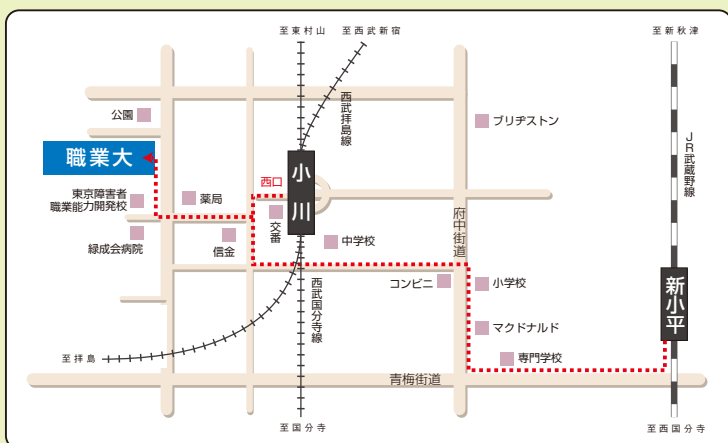 至東村山
至西武新宿
至新秋津
公園
西武拝島線
ブリヂストン
JR武蔵野線
職業大
小川
西口
東京障害者
職業能力開発校
薬局
交番
府中街道
緑成会病院
信金
中学校
コンビニ
小学校
新小平
西武国分寺線
マクドナルド
至拝島
専門学校
青梅街道
至国分寺
至西国分寺